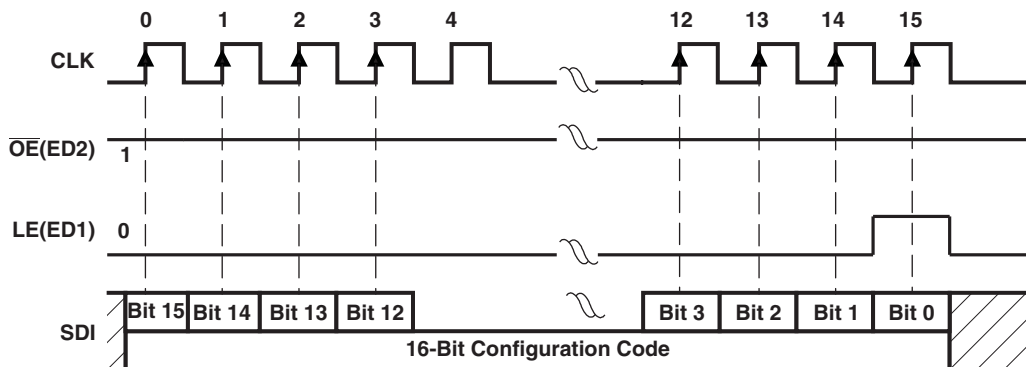 0 1 2 3 4 12 13 14 15
CLK
O̅E̅(ED2) 1
LE(ED1) 0
SDI Bit 15 Bit 14 Bit 13 Bit 12 Bit 3 Bit 2 Bit 1 Bit 0
16-Bit Configuration Code